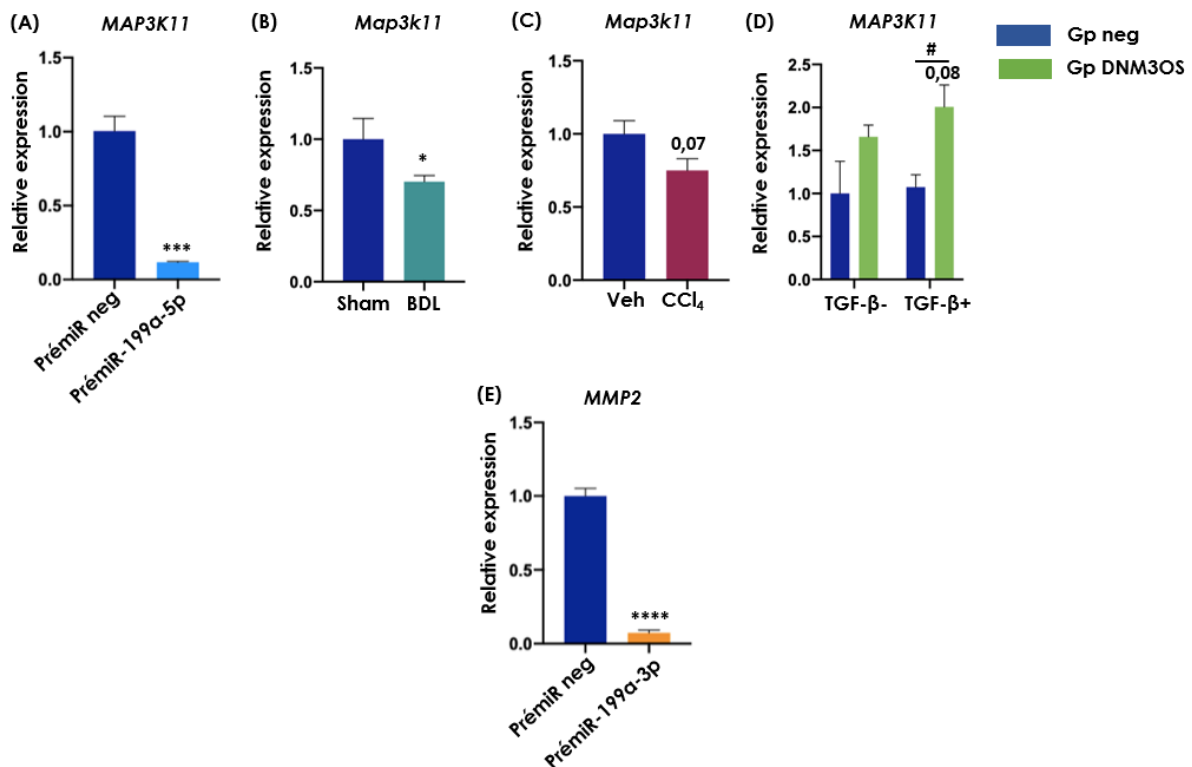 (A) MAP3K11
Relative expression
1.5
1.0
0.5
0.0
***
PrémiR neg
PrémiR-199a-5p
(B) Map3k11
Relative expression
1.5
1.0
0.5
0.0
*
Sham BDL
(C) Map3k11
Relative expression
1.5
1.0
0.5
0.0
0,07
Veh CCl₄
(D) MAP3K11
Relative expression
2.5
2.0
1.5
1.0
0.5
0.0
#
0,08
TGF-β- TGF-β+
Gp neg
Gp DNM3OS
(E) MMP2
Relative expression
1.5
1.0
0.5
0.0
****
PrémiR neg
PrémiR-199a-3p